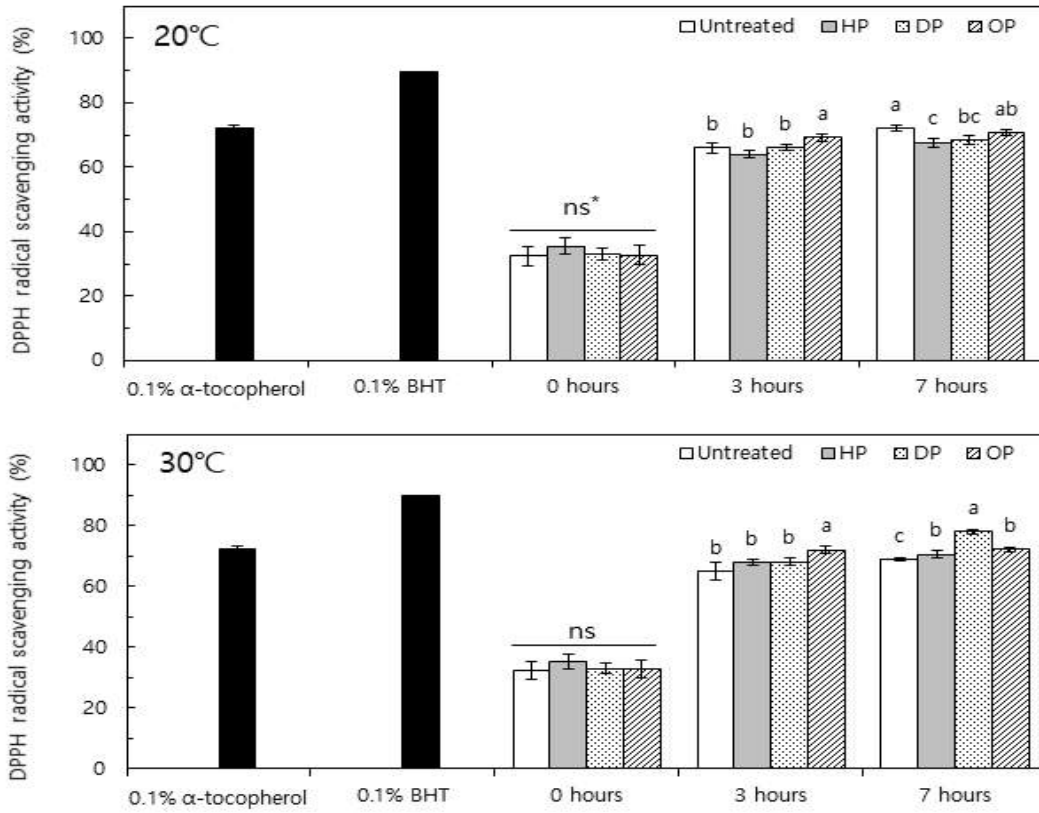 DPPH radical scavenging activity (%)
20℃
□Untreated HP DP OP
100
80
60
40
20
0
ns*
b b b a
a c bc ab
0.1% α-tocopherol 0.1% BHT 0 hours 3 hours 7 hours
DPPH radical scavenging activity (%)
30℃
Untreated HP DP OP
100
80
60
40
20
0
ns
b b b a
c b a b
0.1% α-tocopherol 0.1% BHT 0 hours 3 hours 7 hours